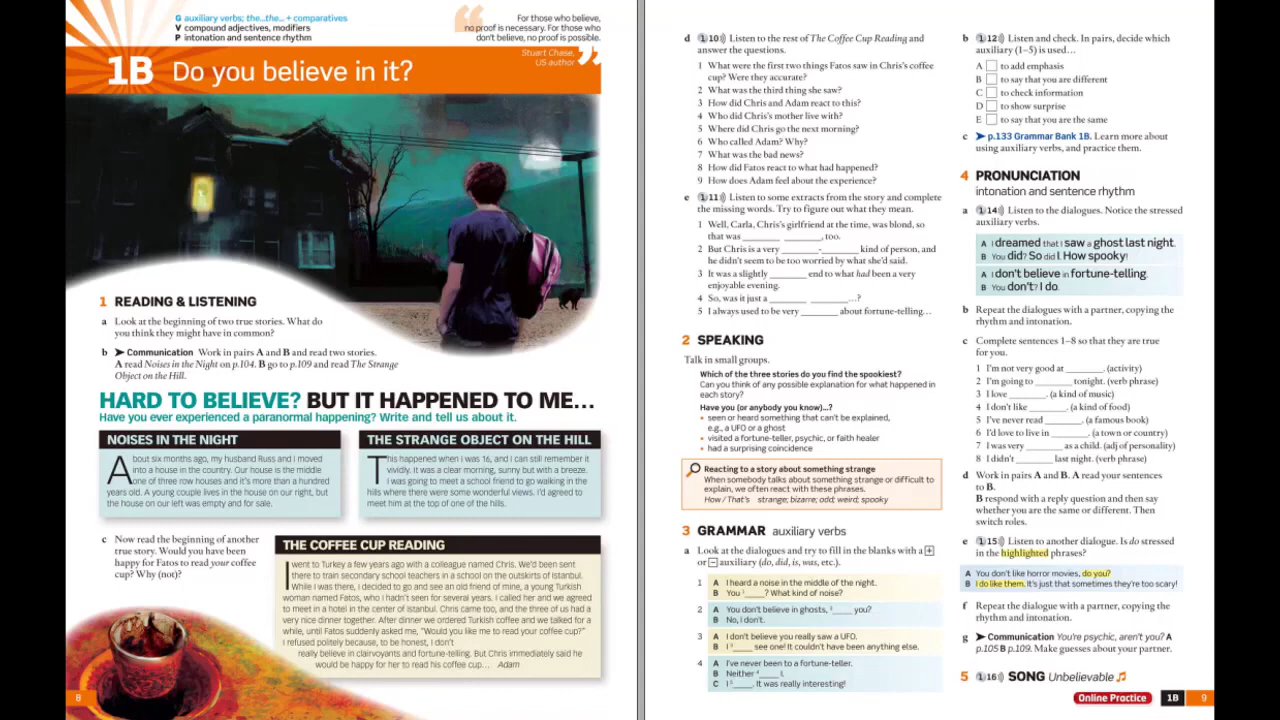 G auxiliary verbs; the...the... + comparatives
V compound adjectives, modifiers
P intonation and sentence rhythm
“ For those who believe,
no proof is necessary. For those who
don't believe, no proof is possible.
Stuart Chase,
US author ”
1B Do you believe in it?
1 READING & LISTENING
a Look at the beginning of two true stories. What do
you think they might have in common?
b ➤ Communication Work in pairs A and B and read two stories.
A read Noises in the Night on p.104. B go to p.109 and read The Strange
Object on the Hill.
HARD TO BELIEVE? BUT IT HAPPENED TO ME...
Have you ever experienced a paranormal happening? Write and tell us about it.
NOISES IN THE NIGHT
About six months ago, my husband Russ and I moved
into a house in the country. Our house is the middle
one of three row houses and it's more than a hundred
years old. A young couple lives in the house on our right, but
the house on our left was empty and for sale.
THE STRANGE OBJECT ON THE HILL
This happened when I was 16, and I can still remember it
vividly. It was a clear morning, sunny but with a breeze.
I was going to meet a school friend to go walking in the
hills where there were some wonderful views. I'd agreed to
meet him at the top of one of the hills.
c Now read the beginning of another
true story. Would you have been
happy for Fatos to read your coffee
cup? Why (not)?
THE COFFEE CUP READING
I went to Turkey a few years ago with a colleague named Chris. We'd been sent
there to train secondary school teachers in a school on the outskirts of Istanbul.
While I was there, I decided to go and see an old friend of mine, a young Turkish
woman named Fatos, who I hadn't seen for several years. I called her and we agreed
to meet in a hotel in the center of Istanbul. Chris came too, and the three of us had a
very nice dinner together. After dinner we ordered Turkish coffee and we talked for a
while, until Fatos suddenly asked me, "Would you like me to read your coffee cup?"
I refused politely because, to be honest, I don't
really believe in clairvoyants and fortune-telling. But Chris immediately said he
would be happy for her to read his coffee cup... Adam
8
d 1 10))) Listen to the rest of The Coffee Cup Reading and
answer the questions.
1 What were the first two things Fatos saw in Chris's coffee
cup? Were they accurate?
2 What was the third thing she saw?
3 How did Chris and Adam react to this?
4 Who did Chris's mother live with?
5 Where did Chris go the next morning?
6 Who called Adam? Why?
7 What was the bad news?
8 How did Fatos react to what had happened?
9 How does Adam feel about the experience?
e 1 11))) Listen to some extracts from the story and complete
the missing words. Try to figure out what they mean.
1 Well, Carla, Chris's girlfriend at the time, was blond, so
that was ________ ________, too.
2 But Chris is a very ________-________ kind of person, and
he didn't seem to be too worried by what she'd said.
3 It was a slightly ________ end to what had been a very
enjoyable evening.
4 So, was it just a ________ ________...?
5 I always used to be very ________ about fortune-telling...
2 SPEAKING
Talk in small groups.
Which of the three stories do you find the spookiest?
Can you think of any possible explanation for what happened in
each story?
Have you (or anybody you know)...?
• seen or heard something that can't be explained,
e.g., a UFO or a ghost
• visited a fortune-teller, psychic, or faith healer
• had a surprising coincidence
Reacting to a story about something strange
When somebody talks about something strange or difficult to
explain, we often react with these phrases.
How / That's strange; bizarre; odd; weird; spooky
3 GRAMMAR auxiliary verbs
a Look at the dialogues and try to fill in the blanks with a +
or − auxiliary (do, did, is, was, etc.).
1 A I heard a noise in the middle of the night.
B You ¹____? What kind of noise?
2 A You don't believe in ghosts, ²____ you?
B No, I don't.
3 A I don't believe you really saw a UFO.
B I ³____ see one! It couldn't have been anything else.
4 A I've never been to a fortune-teller.
B Neither ⁴____ I.
C I ⁵____. It was really interesting!
b 1 12))) Listen and check. In pairs, decide which
auxiliary (1–5) is used...
A to add emphasis
B to say that you are different
C to check information
D to show surprise
E to say that you are the same
c ➤ p.133 Grammar Bank 1B. Learn more about
using auxiliary verbs, and practice them.
4 PRONUNCIATION
intonation and sentence rhythm
a 1 14))) Listen to the dialogues. Notice the stressed
auxiliary verbs.
A I dreamed that I saw a ghost last night.
B You did? So did I. How spooky!
A I don't believe in fortune-telling.
B You don't? I do.
b Repeat the dialogues with a partner, copying the
rhythm and intonation.
c Complete sentences 1–8 so that they are true
for you.
1 I'm not very good at ________. (activity)
2 I'm going to ________ tonight. (verb phrase)
3 I love ________. (a kind of music)
4 I don't like ________. (a kind of food)
5 I've never read ________. (a famous book)
6 I'd love to live in ________. (a town or country)
7 I was very ________ as a child. (adj of personality)
8 I didn't ________ last night. (verb phrase)
d Work in pairs A and B. A read your sentences
to B.
B respond with a reply question and then say
whether you are the same or different. Then
switch roles.
e 1 15))) Listen to another dialogue. Is do stressed
in the highlighted phrases?
A You don't like horror movies, do you?
B I do like them. It's just that sometimes they're too scary!
f Repeat the dialogue with a partner, copying the
rhythm and intonation.
g ➤ Communication You're psychic, aren't you? A
p.105 B p.109. Make guesses about your partner.
5 1 16))) SONG Unbelievable ♫
Online Practice 1B 9